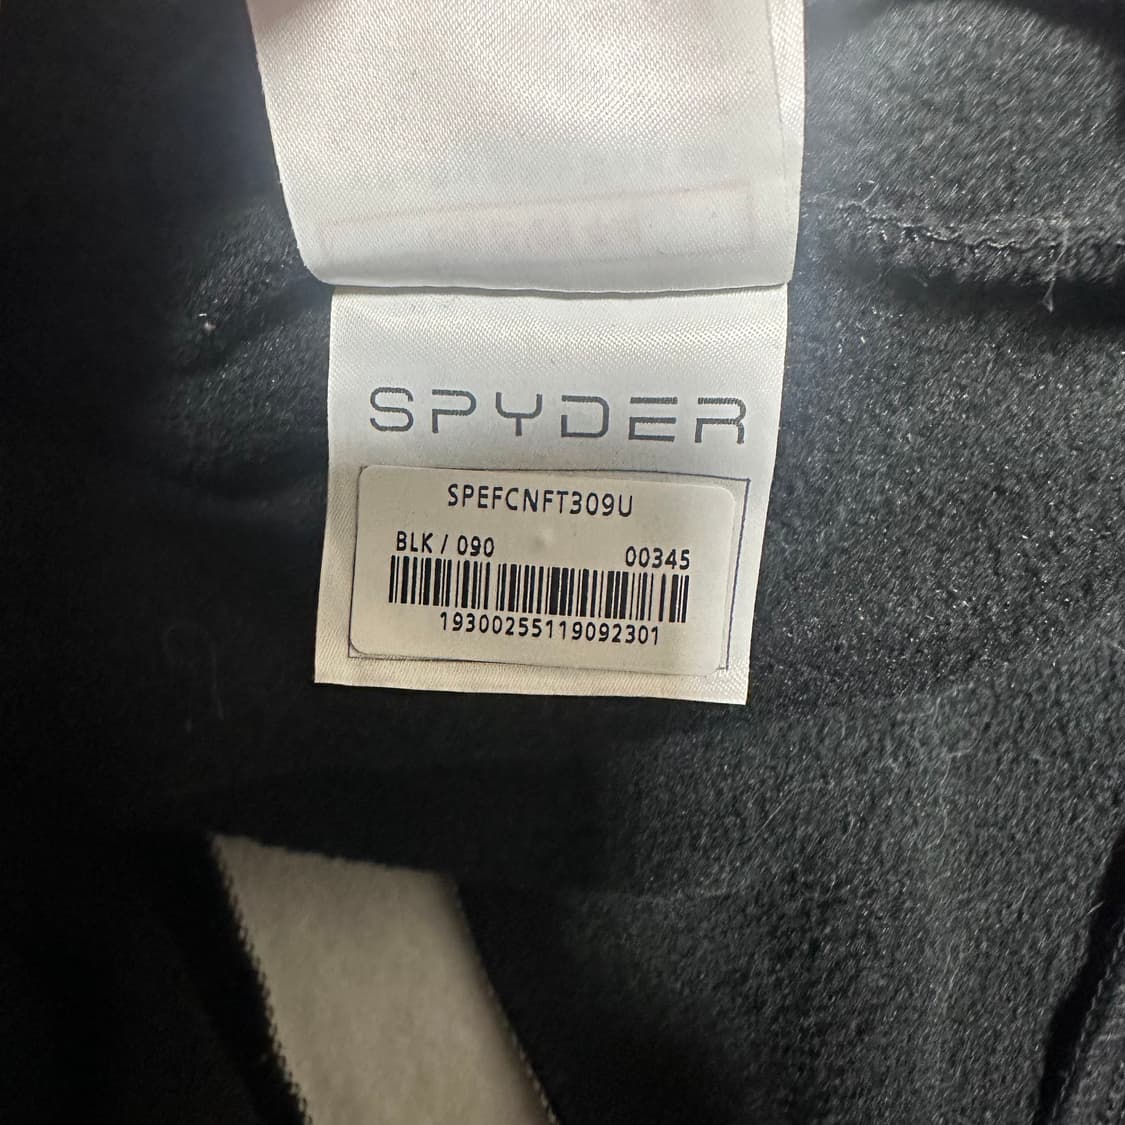 SPYDER
SPEFCNFT309U
BLK / 090
00345
19300255119092301